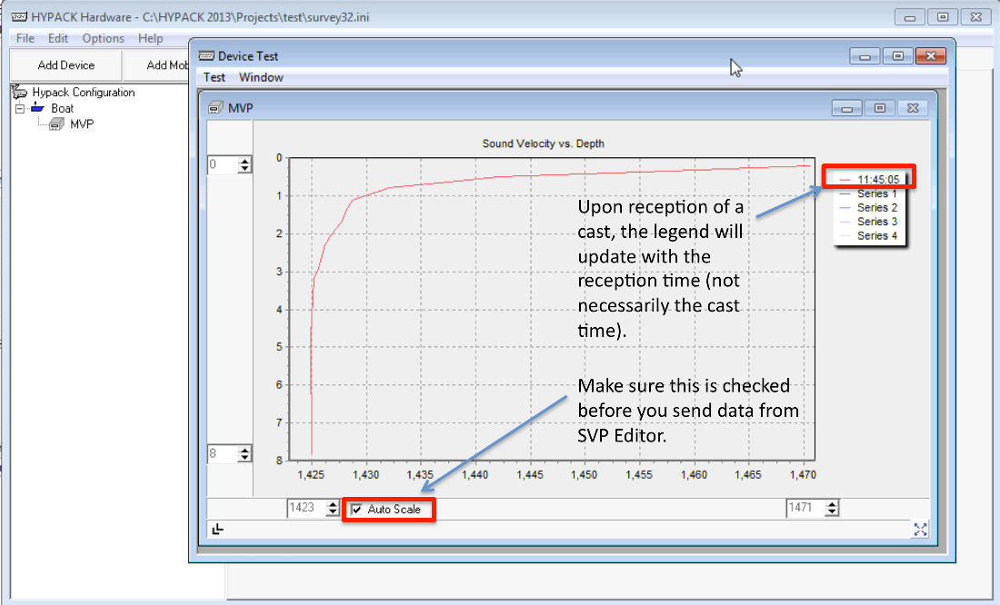 HYPACK Hardware - C:\HYPACK 2013\Projects\test\survey32.ini
File Edit Options Help
Add Device
Add Mob
Hypack Configuration
Boat
MVP
Device Test
Test Window
MVP
Sound Velocity vs. Depth
0
8
0
1
2
3
4
5
6
7
8
1,425 1,430 1,435 1,440 1,445 1,450 1,455 1,460 1,465 1,470
11:45:05
Series 1
Series 2
Series 3
Series 4
Upon reception of a
cast, the legend will
update with the
reception time (not
necessarily the cast
time).
Make sure this is checked
before you send data from
SVP Editor.
1423
Auto Scale
1471